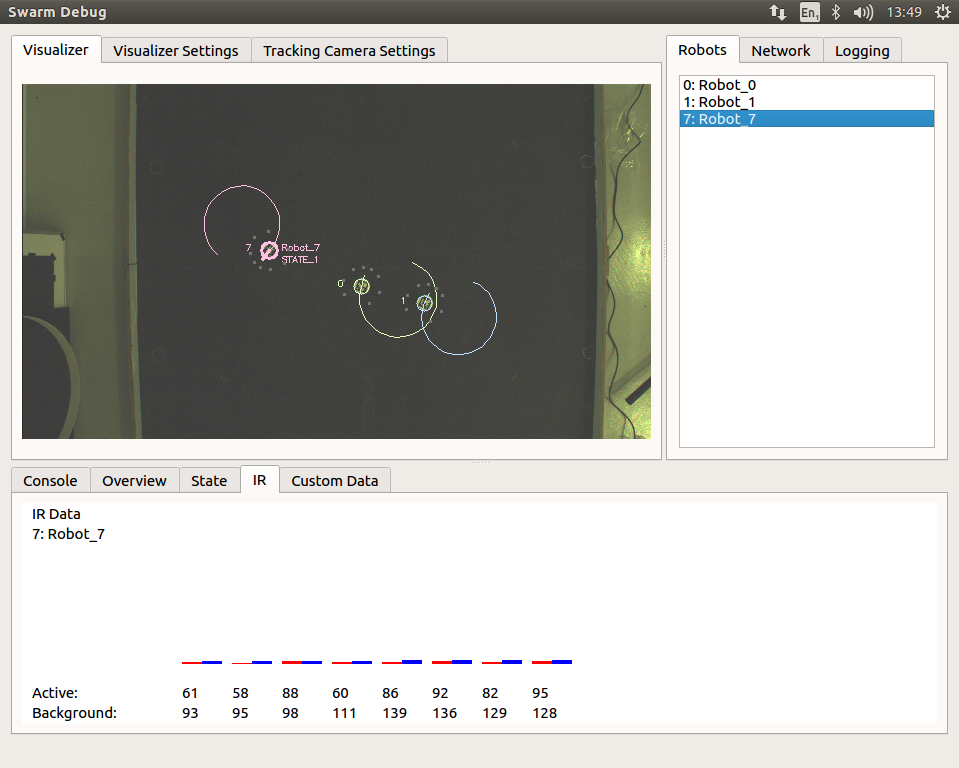 Swarm Debug
En1 13:49
Visualizer Visualizer Settings Tracking Camera Settings
Robots Network Logging
0: Robot_0
1: Robot_1
7: Robot_7
7 Robot_7
STATE_1
0
1
Console Overview State IR Custom Data
IR Data
7: Robot_7
Active: 61 58 88 60 86 92 82 95
Background: 93 95 98 111 139 136 129 128